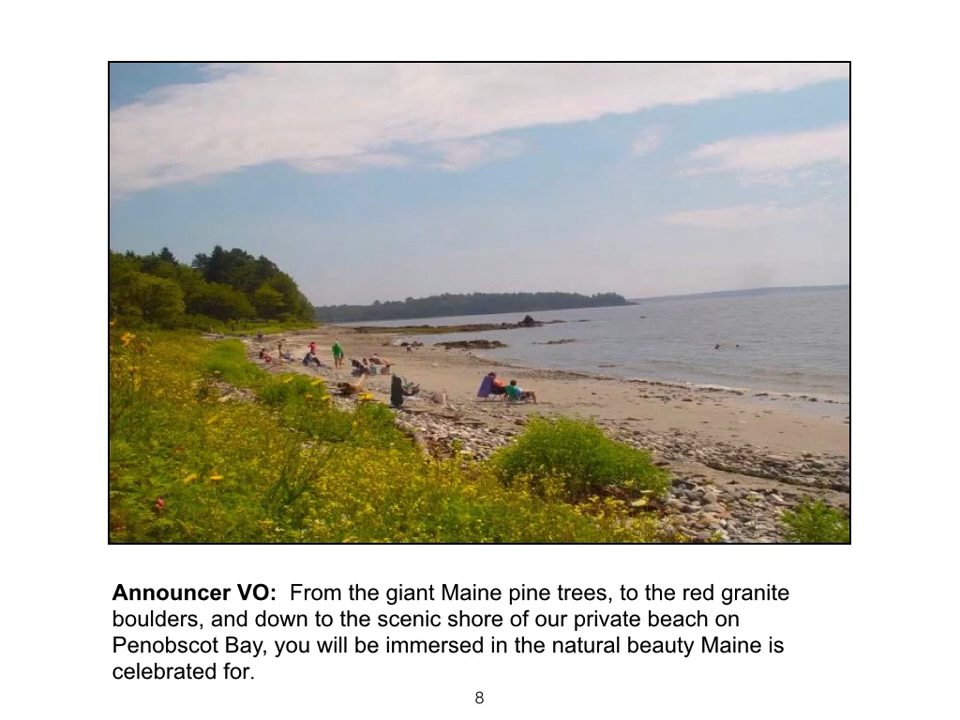 Announcer VO:  From the giant Maine pine trees, to the red granite
boulders, and down to the scenic shore of our private beach on
Penobscot Bay, you will be immersed in the natural beauty Maine is
celebrated for.
8